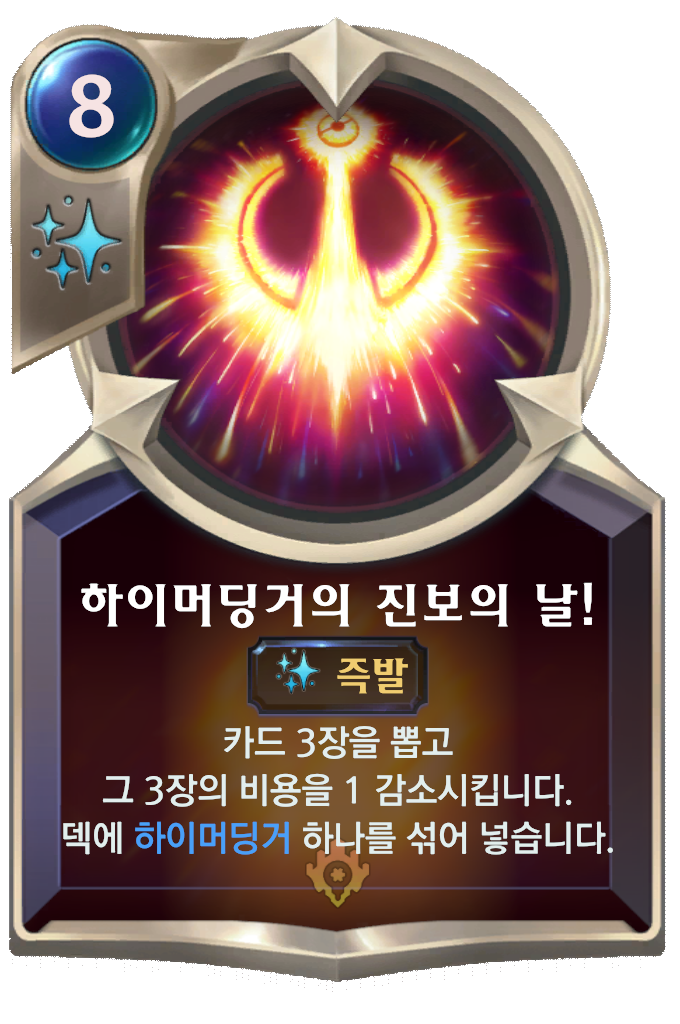 8
하이머딩거의 진보의 날!
즉발
카드 3장을 뽑고
그 3장의 비용을 1 감소시킵니다.
덱에 하이머딩거 하나를 섞어 넣습니다.